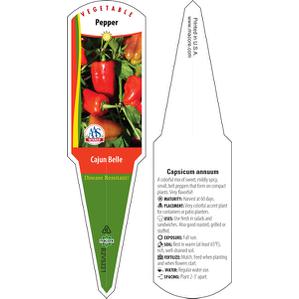 VEGETABLE
Pepper
AAS
WINNER
Cajun Belle
Disease Resistant!
Printed in U.S.A.
Capsicum annuum
A colorful mix of sweet, mildly spicy,
small, bell peppers that form on compact
plants. Very flavorful!
MATURITY: Harvest at 60 days.
PLACEMENT: Very colorful accent plant
for containers or patio planters.
USES: Use fresh in salads and
sandwiches. Also good roasted, grilled or
stuffed.
EXPOSURE: Full sun.
SOIL: Best in warm (at least 65°F),
rich, well-drained soil.
FERTILIZE: Mulch. Feed when planting
and when flowers start.
WATER: Regular water use.
SPACING: Plant 2-3' apart.